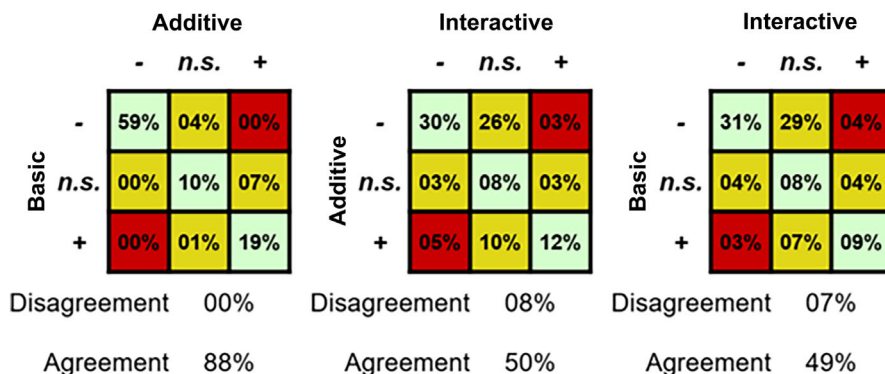 Additive Interactive Interactive
- n.s. + - n.s. + - n.s. +
- 59% 04% 00% - 30% 26% 03% - 31% 29% 04%
Basic n.s. 00% 10% 07% Additive n.s. 03% 08% 03% Basic n.s. 04% 08% 04%
+ 00% 01% 19% + 05% 10% 12% + 03% 07% 09%
Disagreement 00% Disagreement 08% Disagreement 07%
Agreement 88% Agreement 50% Agreement 49%